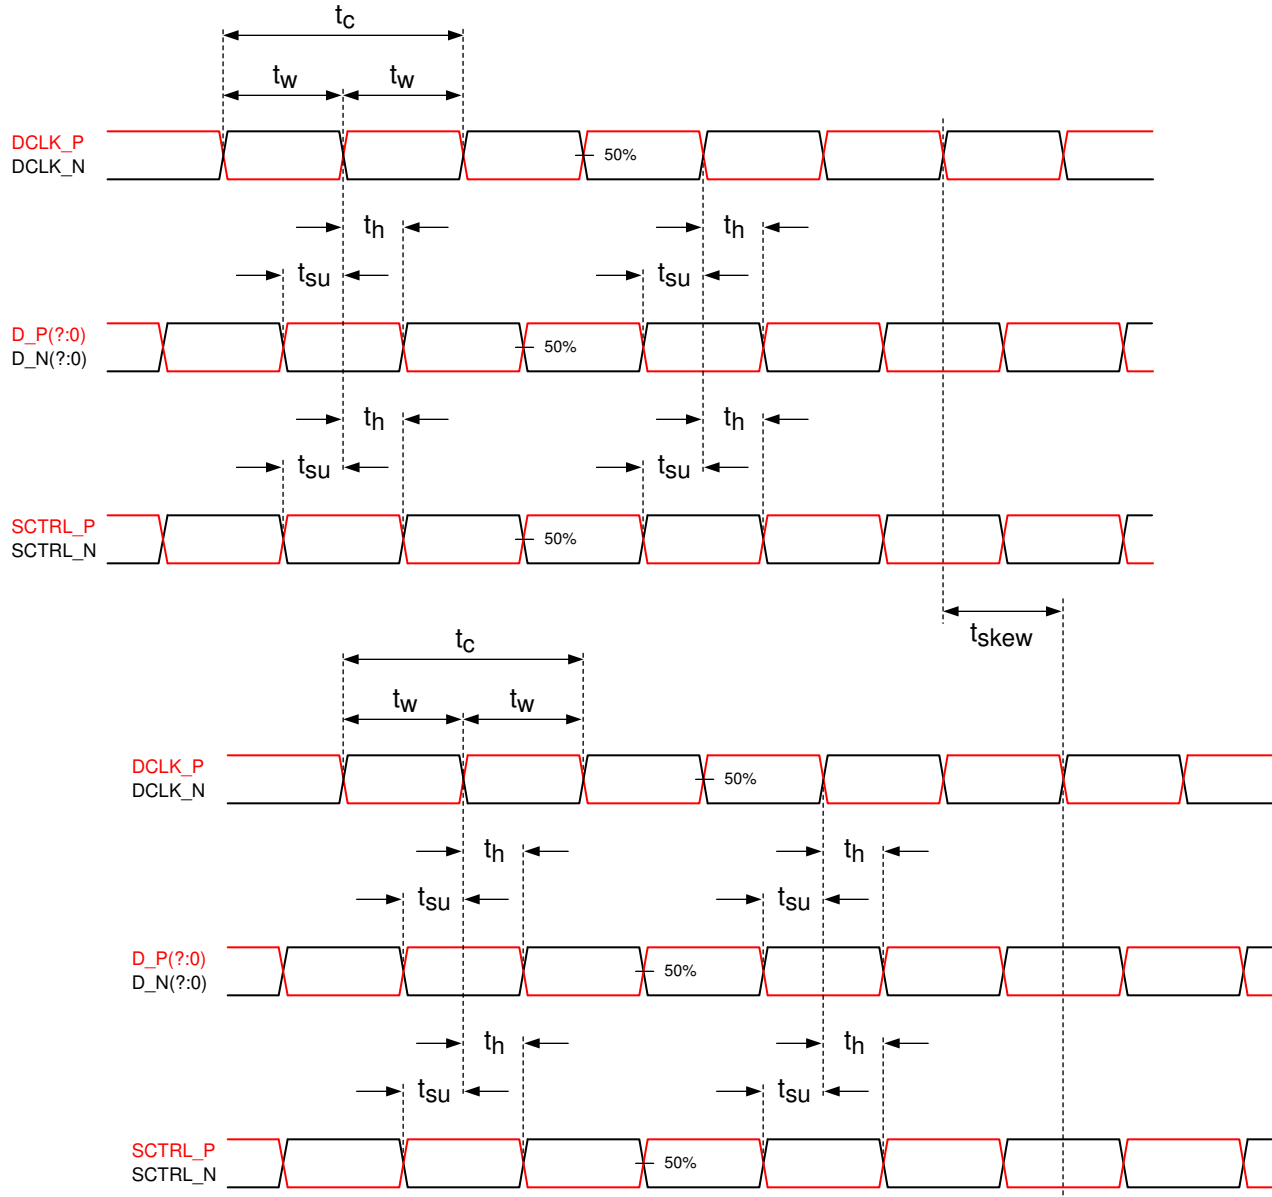 tc
tw tw
DCLK_P
DCLK_N
50%
th th
tsu tsu
D_P(?:0)
D_N(?:0)
50%
th th
tsu tsu
SCTRL_P
SCTRL_N
50%
tskew
tc
tw tw
DCLK_P
DCLK_N
50%
th th
tsu tsu
D_P(?:0)
D_N(?:0)
50%
th th
tsu tsu
SCTRL_P
SCTRL_N
50%